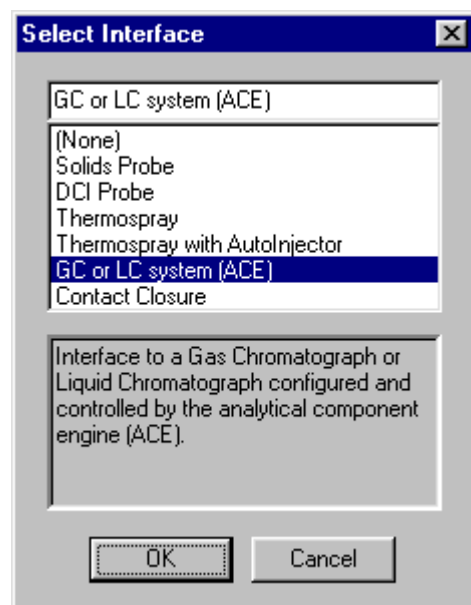 Select Interface
GC or LC system (ACE)
(None)
Solids Probe
DCI Probe
Thermospray
Thermospray with AutoInjector
GC or LC system (ACE)
Contact Closure
Interface to a Gas Chromatograph or
Liquid Chromatograph configured and
controlled by the analytical component
engine (ACE).
OK
Cancel